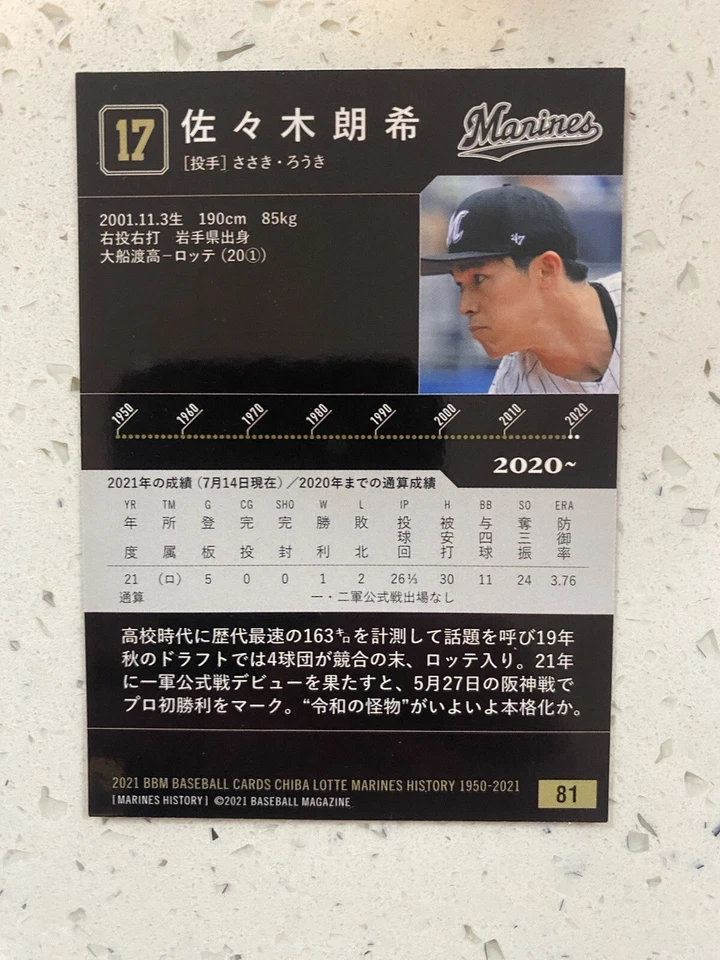 17
佐々木朗希
Marines
［投手］ささき・ろうき
2001.11.3生 190cm 85kg
右投右打 岩手県出身
大船渡高－ロッテ（20①）
'47
1950 1960 1970 1980 1990 2000 2010 2020
2020~
2021年の成績（7月14日現在）／2020年までの通算成績
YR TM G CG SHO W L IP H BB SO ERA
年度 所属 登板 完投 完封 勝利 敗北 投球回 被安打 与四球 奪三振 防御率
21 （ロ） 5 0 0 1 2 26⅓ 30 11 24 3.76
通算 一・二軍公式戦出場なし
高校時代に歴代最速の163㌔を計測して話題を呼び19年
秋のドラフトでは4球団が競合の末、ロッテ入り。21年
に一軍公式戦デビューを果たすと、5月27日の阪神戦で
プロ初勝利をマーク。“令和の怪物”がいよいよ本格化か。
2021 BBM BASEBALL CARDS CHIBA LOTTE MARINES HISTORY 1950-2021
[MARINES HISTORY] ©2021 BASEBALL MAGAZINE
81